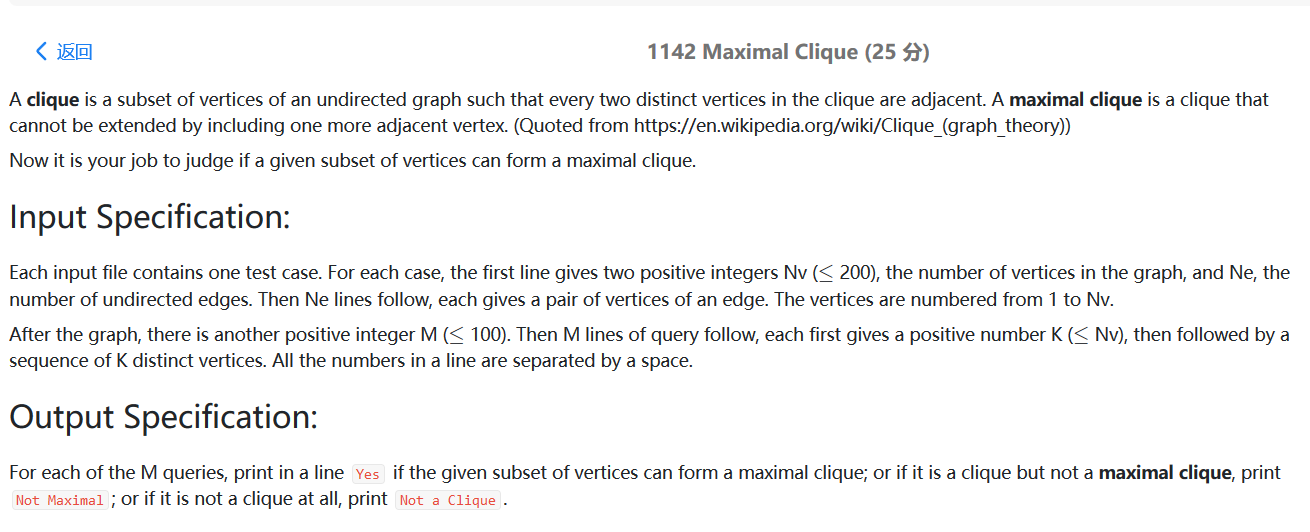 返回
1142 Maximal Clique (25 分)
A clique is a subset of vertices of an undirected graph such that every two distinct vertices in the clique are adjacent. A maximal clique is a clique that
cannot be extended by including one more adjacent vertex. (Quoted from https://en.wikipedia.org/wiki/Clique_(graph_theory))
Now it is your job to judge if a given subset of vertices can form a maximal clique.
Input Specification:
Each input file contains one test case. For each case, the first line gives two positive integers Nv (≤ 200), the number of vertices in the graph, and Ne, the
number of undirected edges. Then Ne lines follow, each gives a pair of vertices of an edge. The vertices are numbered from 1 to Nv.
After the graph, there is another positive integer M (≤ 100). Then M lines of query follow, each first gives a positive number K (≤ Nv), then followed by a
sequence of K distinct vertices. All the numbers in a line are separated by a space.
Output Specification:
For each of the M queries, print in a line Yes if the given subset of vertices can form a maximal clique; or if it is a clique but not a maximal clique, print
Not Maximal; or if it is not a clique at all, print Not a Clique.